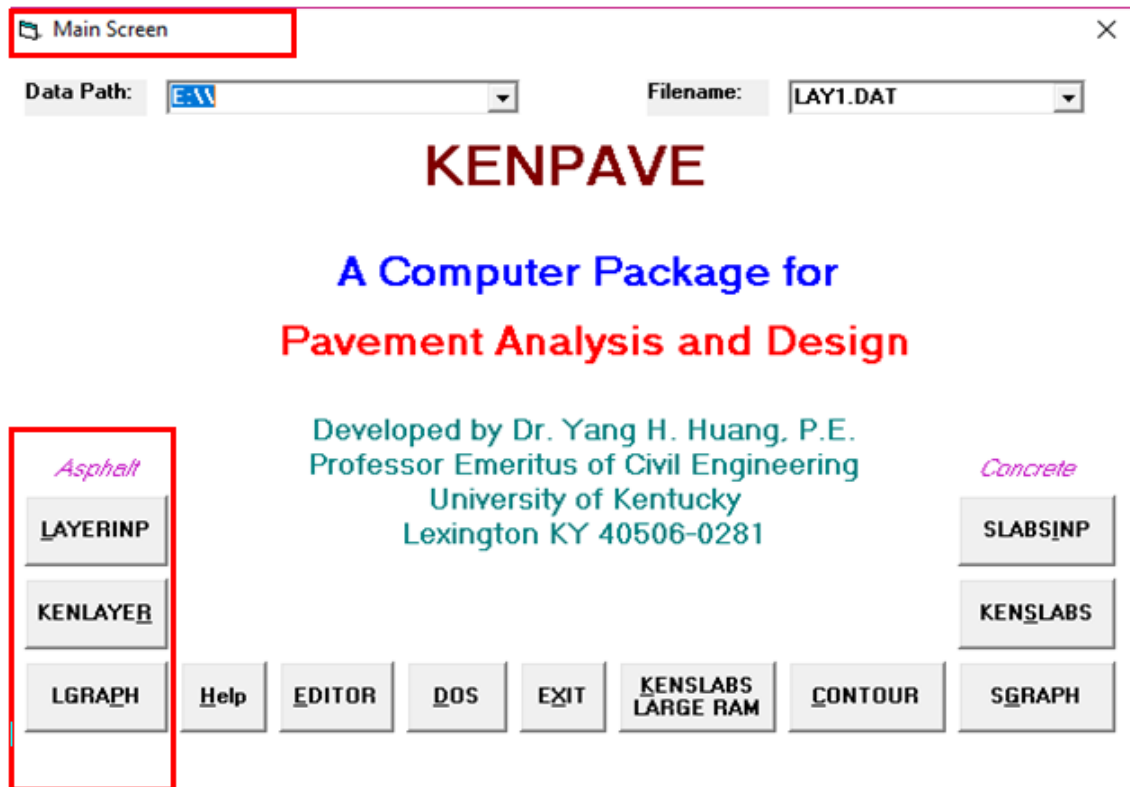 Main Screen
Data Path: E:\\ Filename: LAY1.DAT
KENPAVE
A Computer Package for
Pavement Analysis and Design
Developed by Dr. Yang H. Huang, P.E.
Professor Emeritus of Civil Engineering
University of Kentucky
Lexington KY 40506-0281
Asphalt
LAYERINP
KENLAYER
LGRAPH
Help
EDITOR
DOS
EXIT
KENSLABS
LARGE RAM
CONTOUR
Concrete
SLABSINP
KENSLABS
SGRAPH